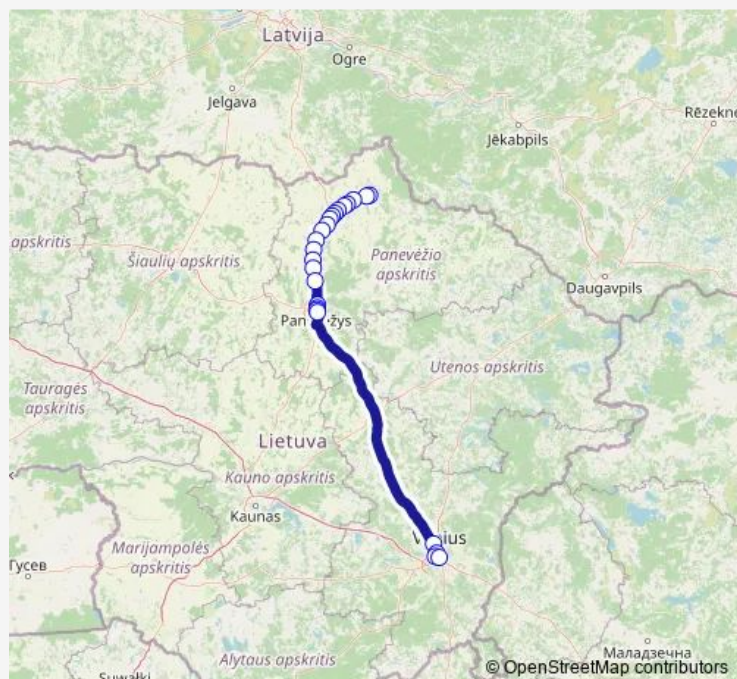 Latvija
Ogre
Jelgava
Jēkabpils
Rēzekne
apskritis
Šiaulių apskritis
Panevėžio
apskritis
Daugavpils
Utenos apskritis
Tauragės
apskritis
Lietuva
Kauno apskritis
Kaunas
Marijampolės
apskritis
Гусев
Маладзечна
Alytaus apskritis
Suwałki
© OpenStreetMap contributors